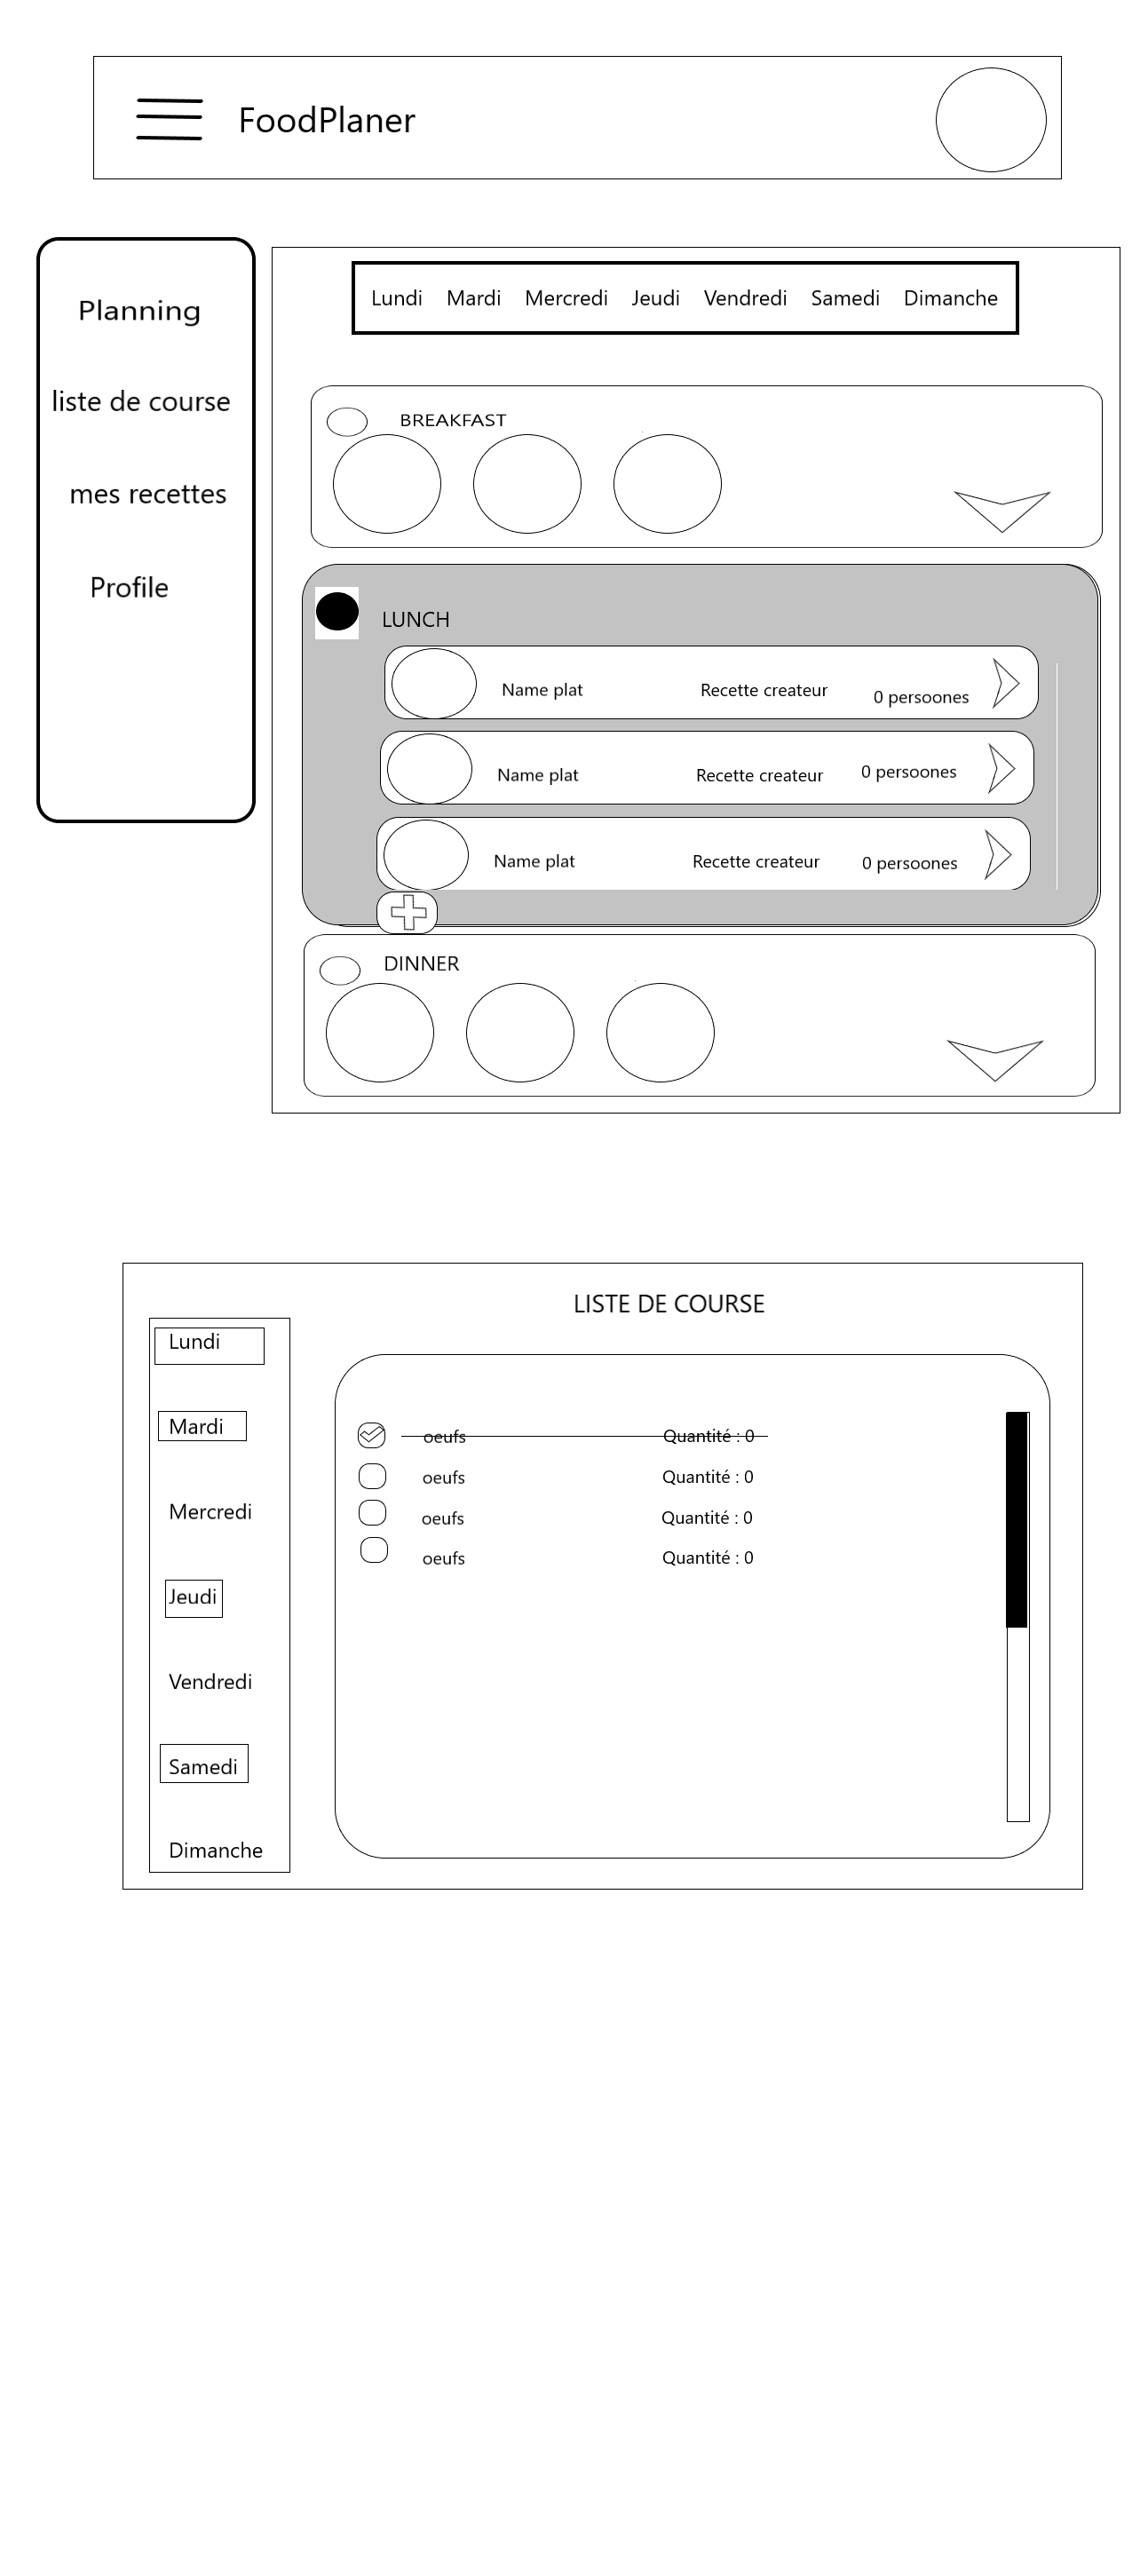 FoodPlaner
Planning
liste de course
mes recettes
Profile
Lundi Mardi Mercredi Jeudi Vendredi Samedi Dimanche
BREAKFAST
LUNCH
Name plat Recette createur 0 persoones
Name plat Recette createur 0 persoones
Name plat Recette createur 0 persoones
DINNER
LISTE DE COURSE
Lundi
Mardi
Mercredi
Jeudi
Vendredi
Samedi
Dimanche
oeufs Quantité : 0
oeufs Quantité : 0
oeufs Quantité : 0
oeufs Quantité : 0